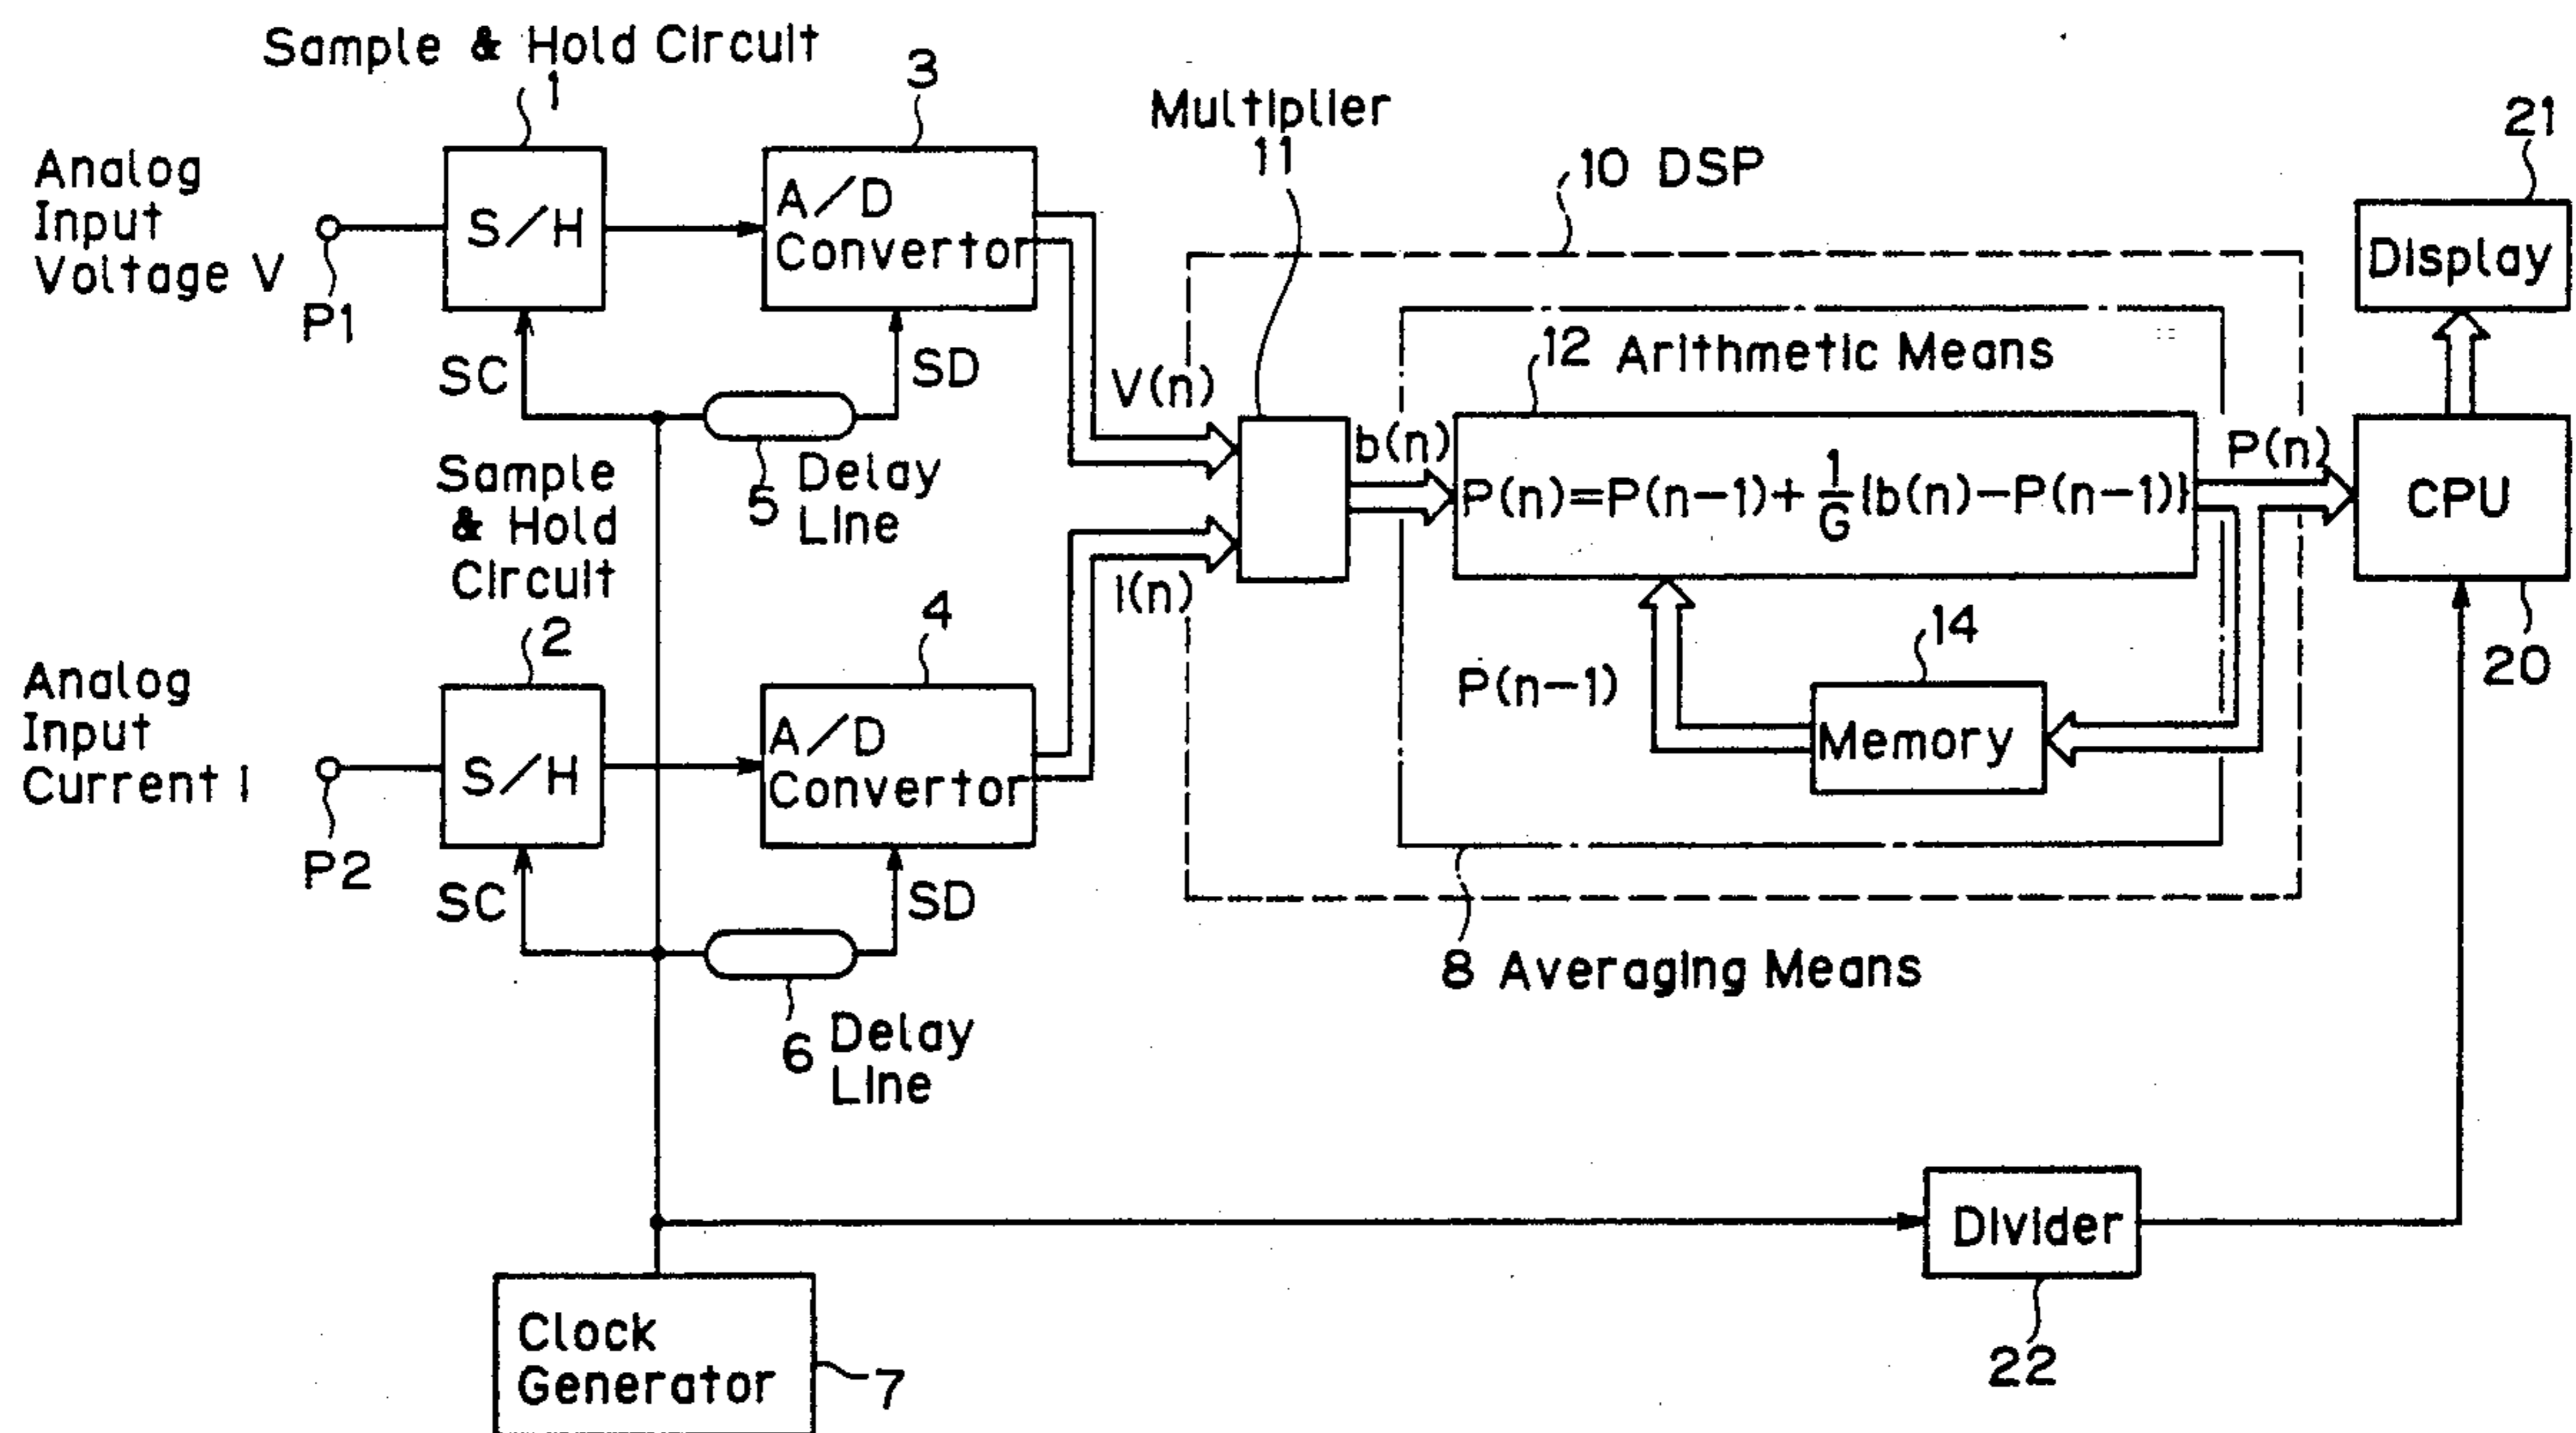 Sample & Hold Circuit
1
3
Multiplier
11
10 DSP
21
Analog
Input
Voltage V
P1
S/H
A/D
Convertor
Display
SC
SD
V(n)
12 Arithmetic Means
b(n)
P(n)=P(n-1)+\frac{1}{G}{b(n)-P(n-1)}
P(n)
CPU
20
5 Delay
Line
Sample
& Hold
Circuit
2
4
I(n)
P(n-1)
14
Memory
Analog
Input
Current I
P2
S/H
A/D
Convertor
SC
SD
8 Averaging Means
6 Delay
Line
Divider
22
Clock
Generator
7